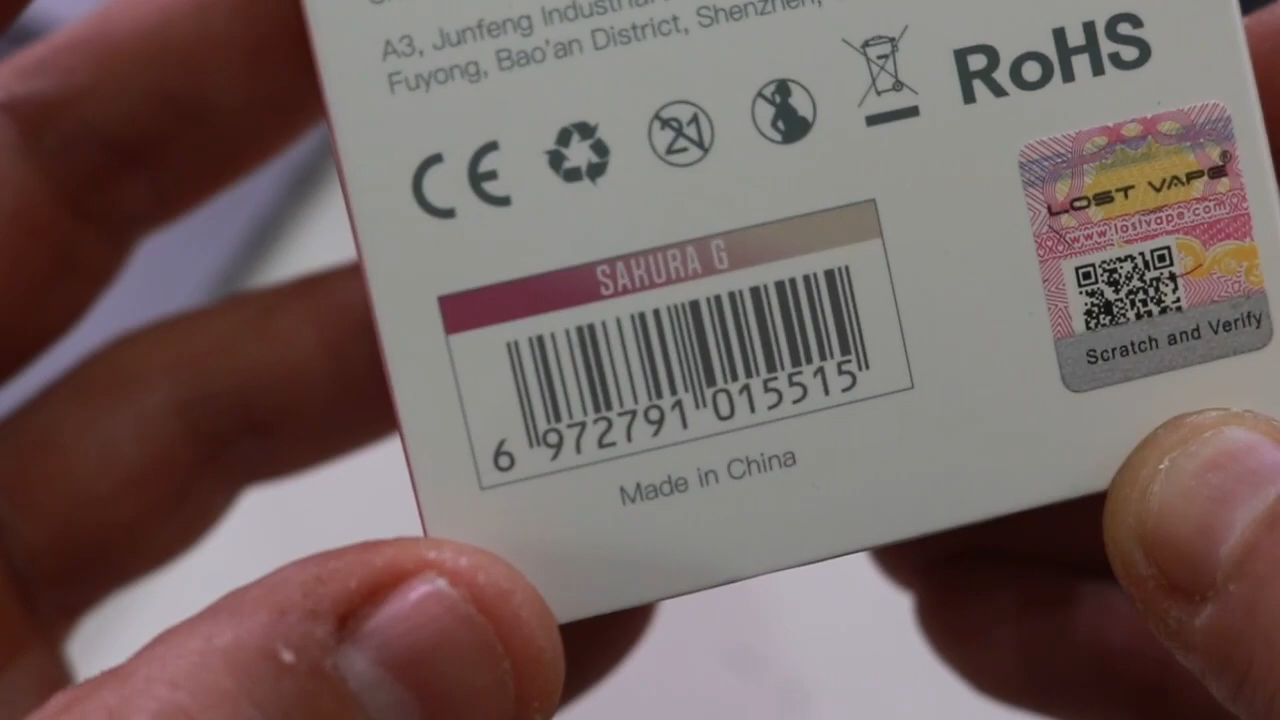 A3, Junfeng Industrial
Fuyong, Bao'an District, Shenzhen,
CE
21
RoHS
LOST VAPE®
www.lostvape.com
Scratch and Verify
SAKURA G
6 972791 015515
Made in China